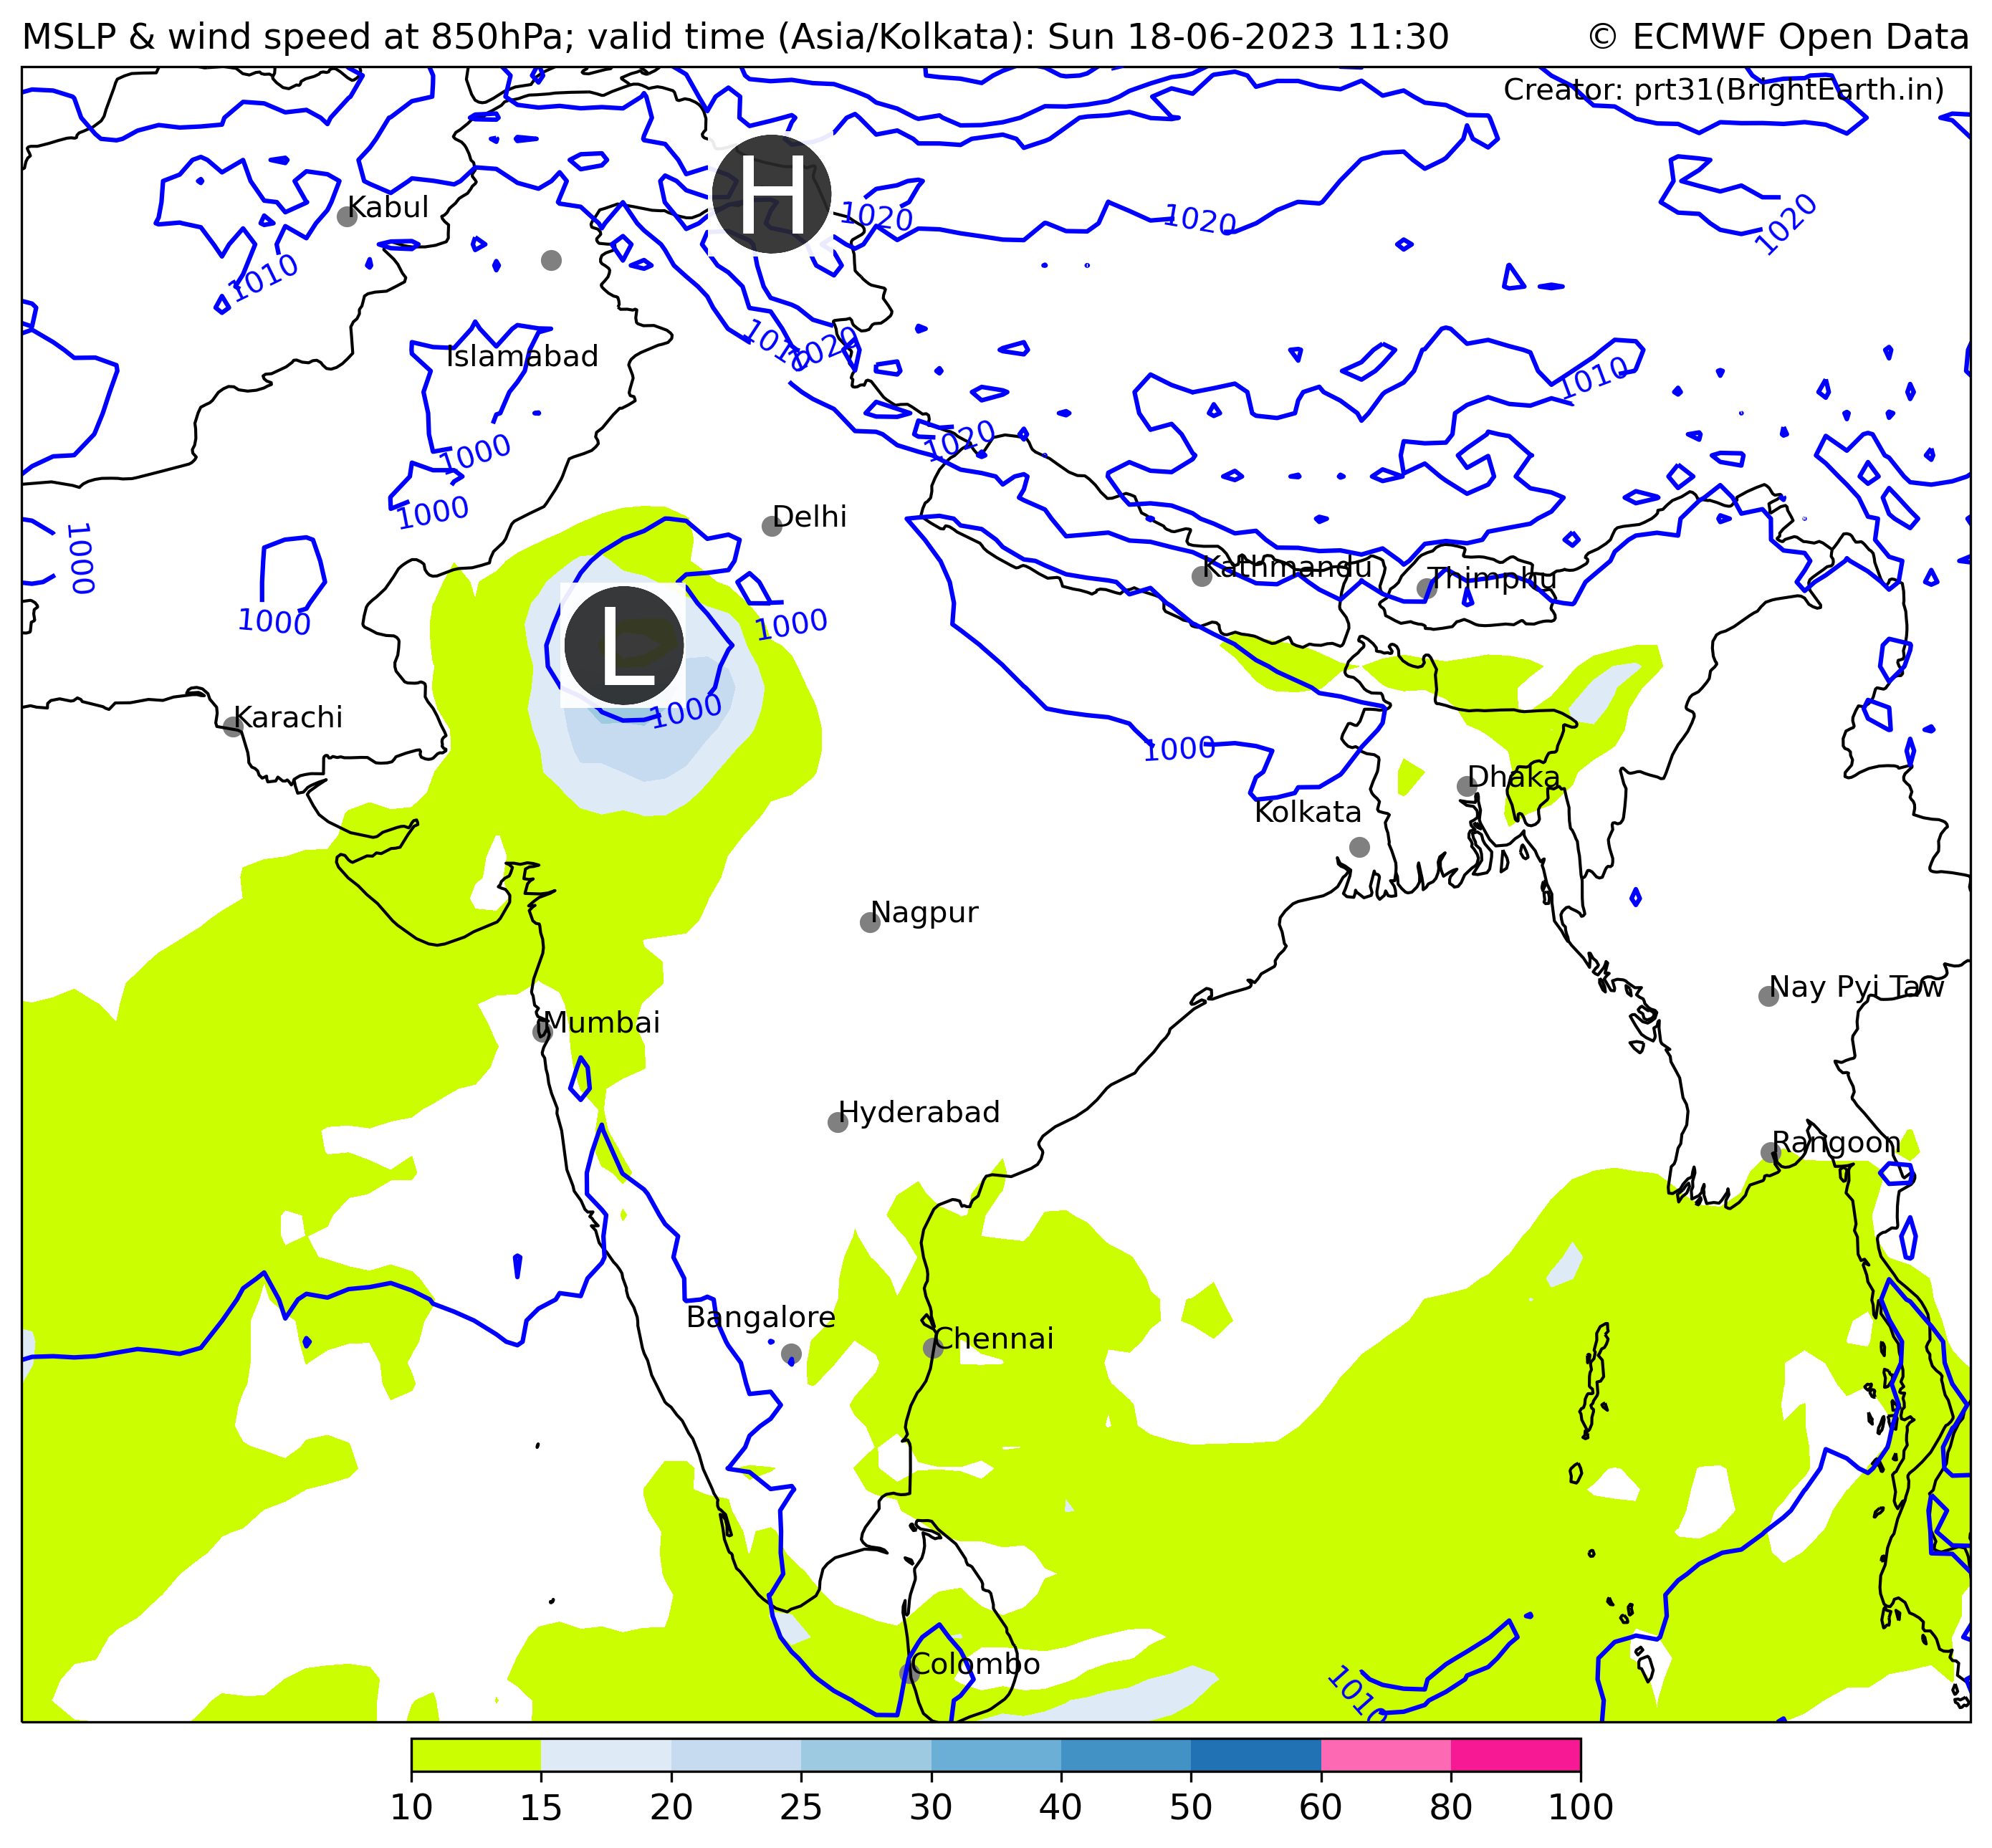 MSLP & wind speed at 850hPa; valid time (Asia/Kolkata): Sun 18-06-2023 11:30
© ECMWF Open Data
Creator: prt31(BrightEarth.in)
H
Kabul
1020
1020
1020
1010
1010
1020
Islamabad
1010
1000
1020
1000
Delhi
1000
Kathmandu
Thimphu
1000
1000
L
1000
Karachi
1000
Dhaka
Kolkata
Nagpur
Nay Pyi Taw
Mumbai
Hyderabad
Rangoon
Bangalore
Chennai
Colombo
1010
10 15 20 25 30 40 50 60 80 100